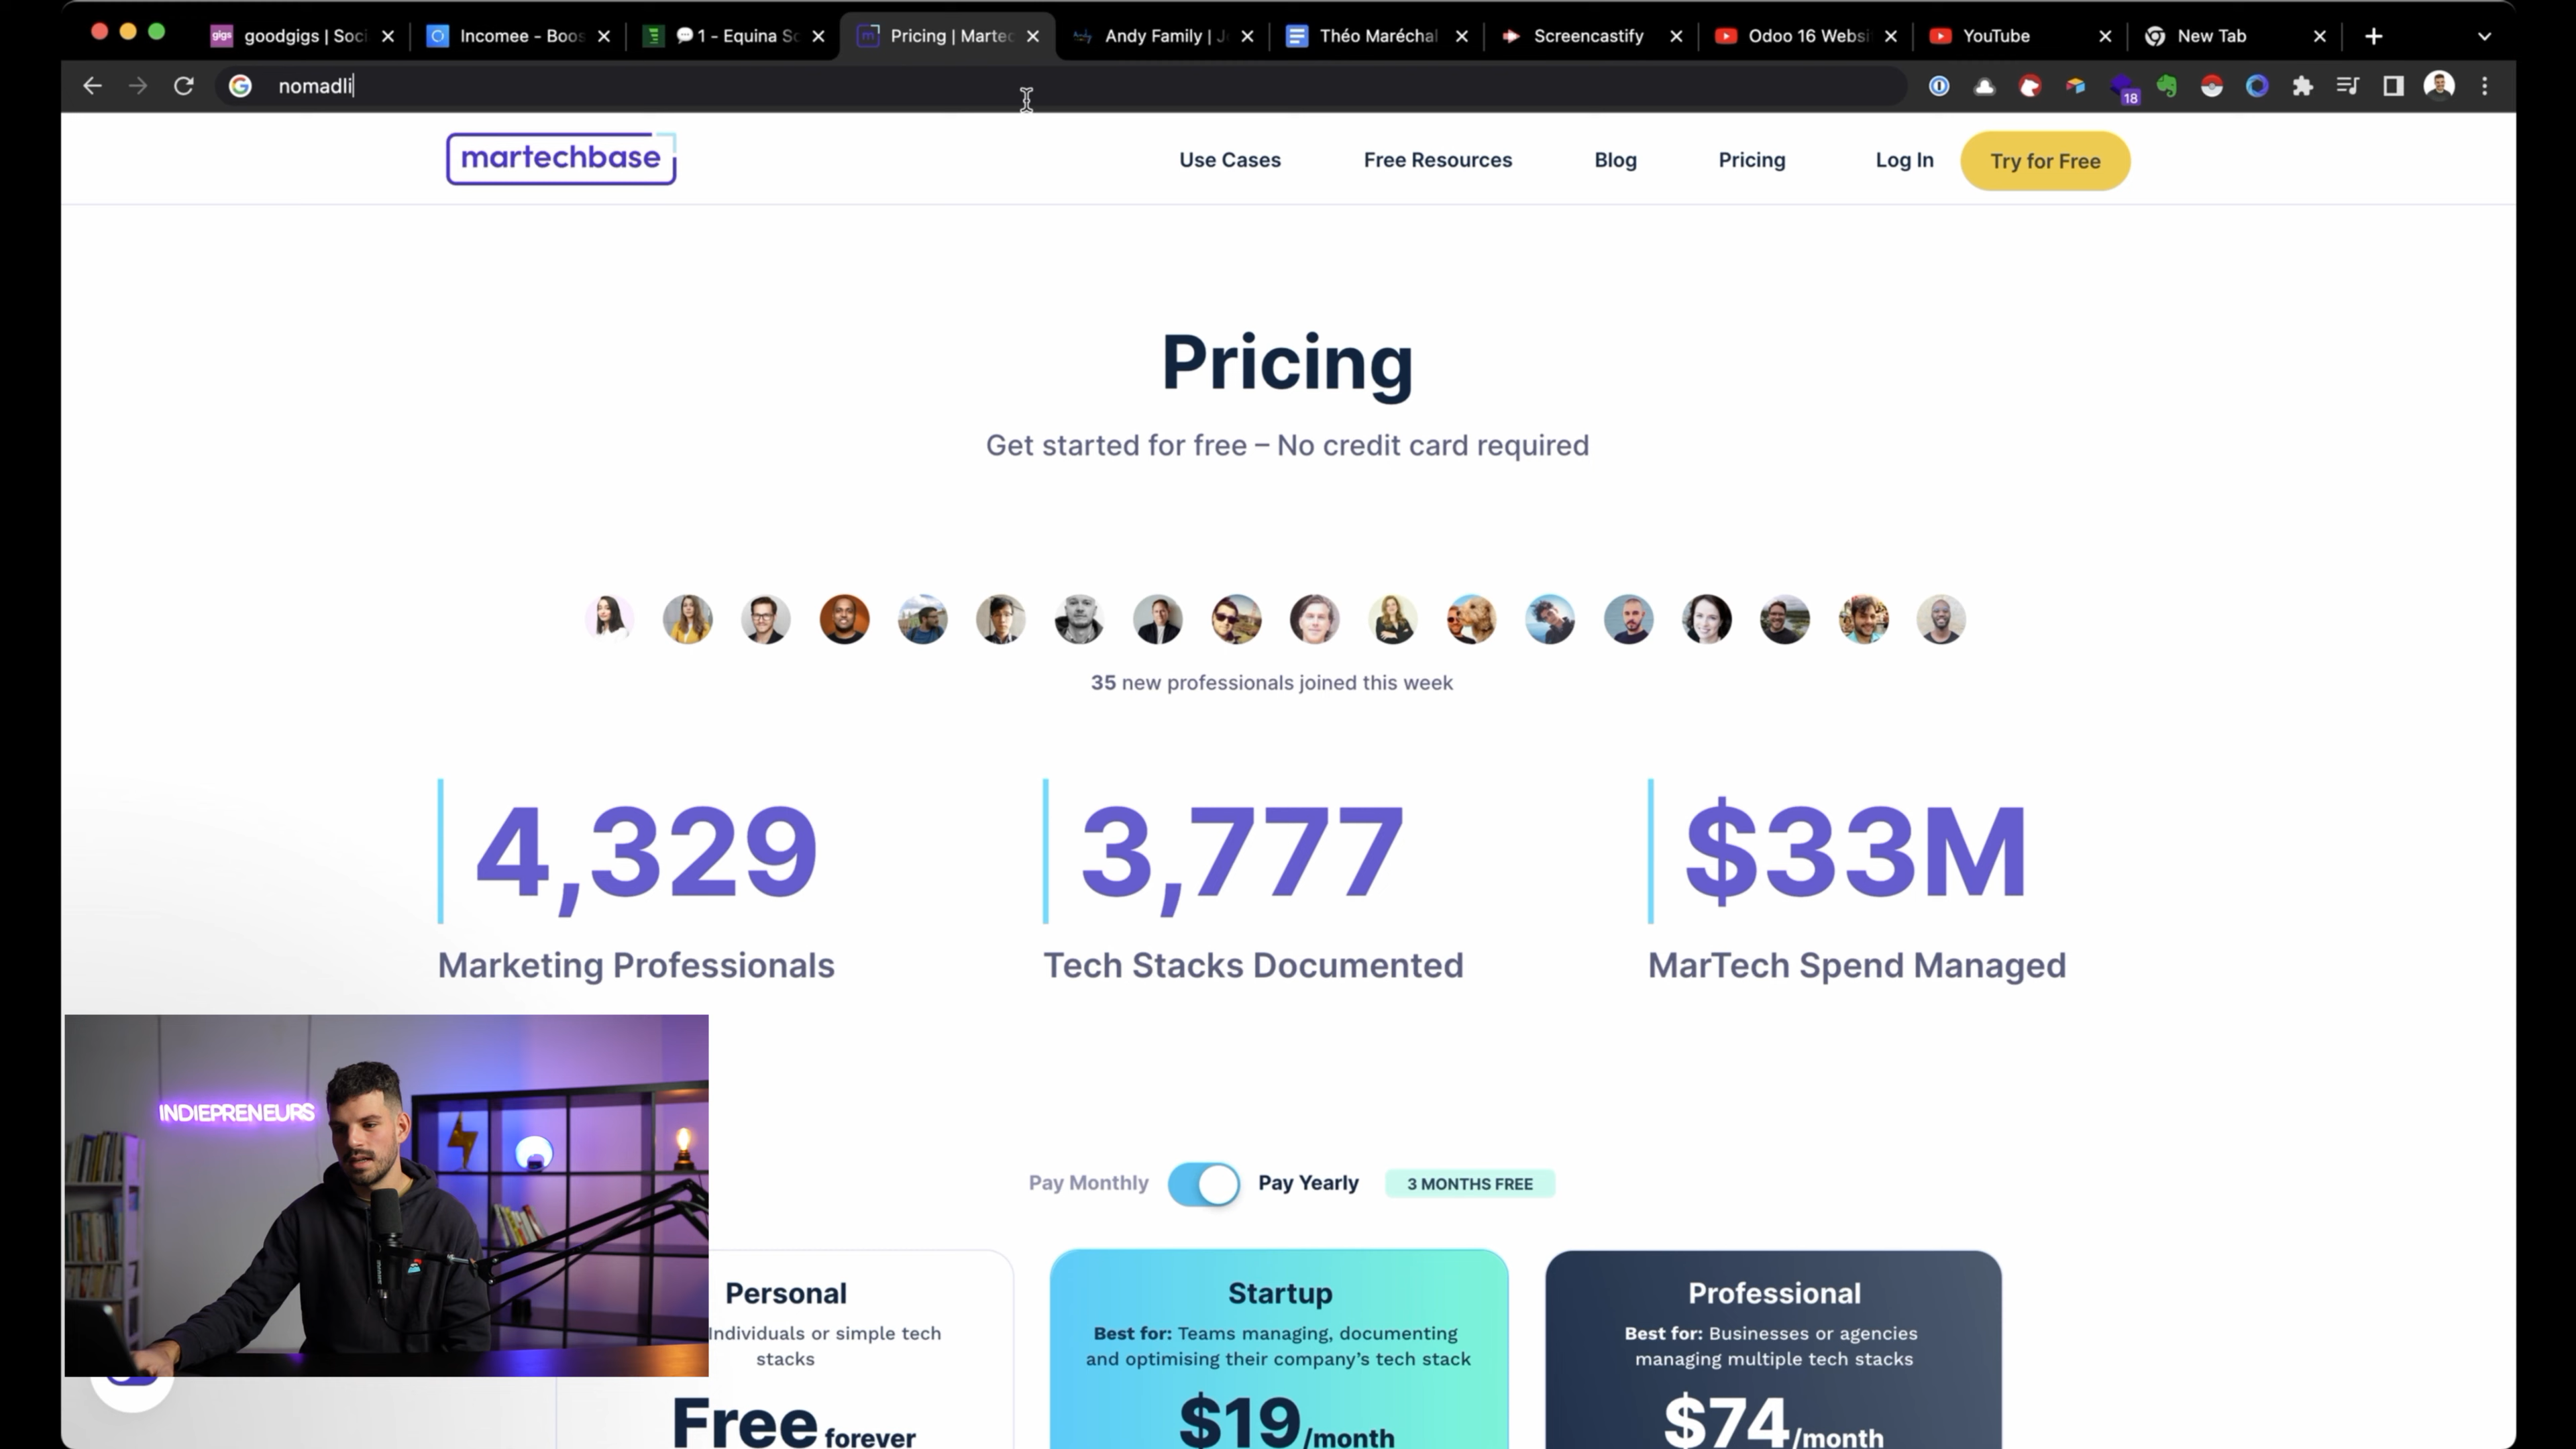 gigs goodgigs | Soci
Incomee - Boos
1 - Equina Sc
Pricing | Martec
Andy Family | J
Théo Maréchal
Screencastify
Odoo 16 Websi
YouTube
New Tab
nomadli
18
martechbase
Use Cases
Free Resources
Blog
Pricing
Log In
Try for Free
Pricing
Get started for free – No credit card required
35 new professionals joined this week
4,329
3,777
$33M
Marketing Professionals
Tech Stacks Documented
MarTech Spend Managed
INDIEPRENEURS
Pay Monthly
Pay Yearly
3 MONTHS FREE
Personal
Individuals or simple tech
stacks
Free forever
Startup
Best for: Teams managing, documenting
and optimising their company's tech stack
$19/month
Professional
Best for: Businesses or agencies
managing multiple tech stacks
$74/month